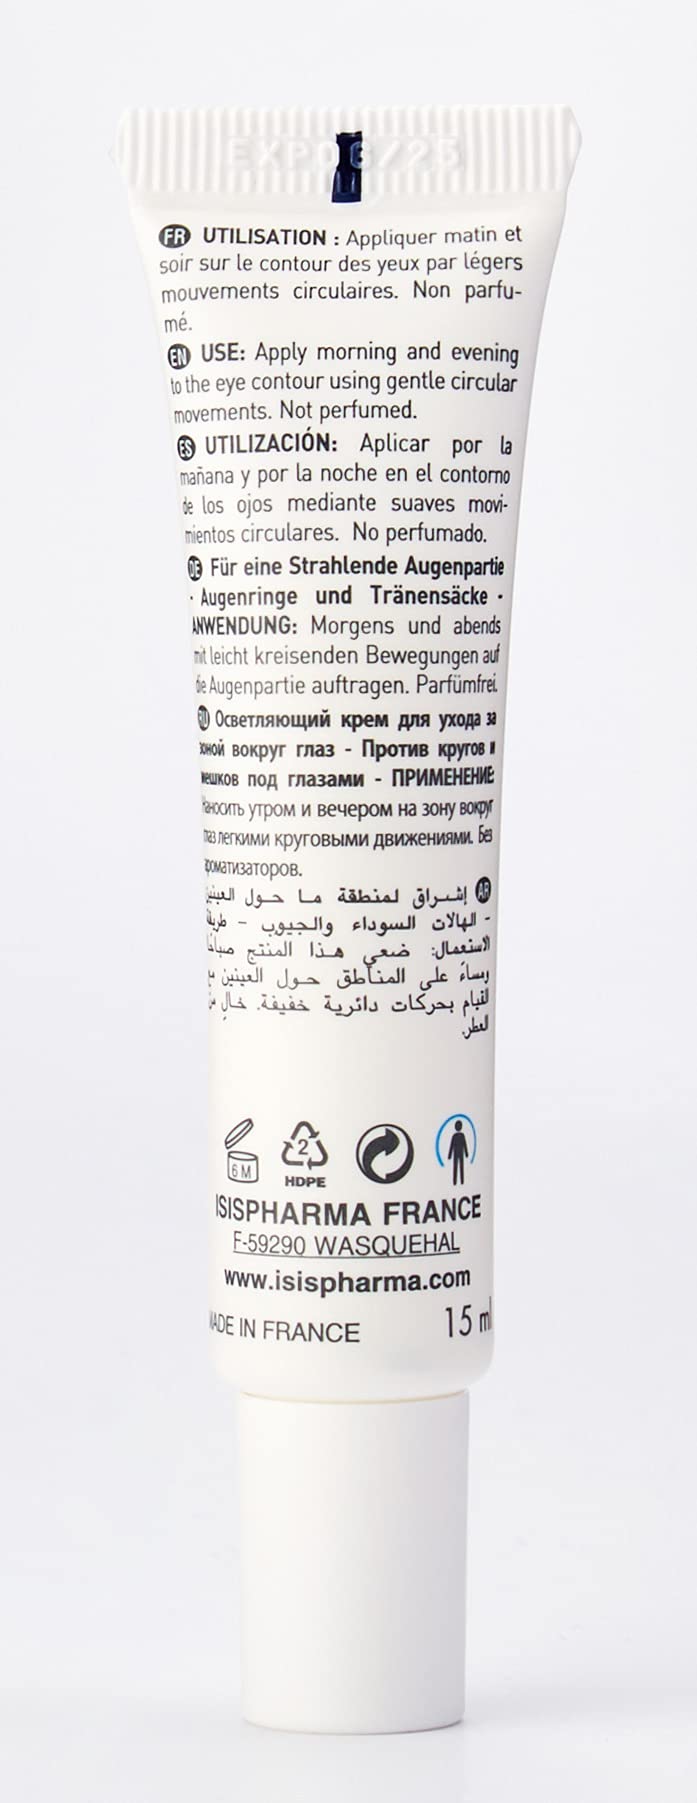 EXP06/25
FR UTILISATION : Appliquer matin et
soir sur le contour des yeux par légers
mouvements circulaires. Non parfu-
mé.
EN USE: Apply morning and evening
to the eye contour using gentle circular
movements. Not perfumed.
ES UTILIZACIÓN: Aplicar por la
mañana y por la noche en el contorno
de los ojos mediante suaves movi-
mientos circulares. No perfumado.
DE Für eine Strahlende Augenpartie
- Augenringe und Tränensäcke -
ANWENDUNG: Morgens und abends
mit leicht kreisenden Bewegungen auf
die Augenpartie auftragen. Parfümfrei.
RU Осветляющий крем для ухода за
зоной вокруг глаз - Против кругов и
мешков под глазами - ПРИМЕНЕНИЕ:
Наносить утром и вечером на зону вокруг
глаз легкими круговыми движениями. Без
ароматизаторов.
AR إشراق لمنطقة ما حول العينين
- الهالات السوداء والجيوب - طريقة
الاستعمال: ضعي هذا المنتج صباحًا
ومساءً على المناطق حول العينين مع
القيام بحركات دائرية خفيفة. خالٍ من
العطر.
6 M
2
HDPE
ISISPHARMA FRANCE
F-59290 WASQUEHAL
www.isispharma.com
MADE IN FRANCE 15 ml